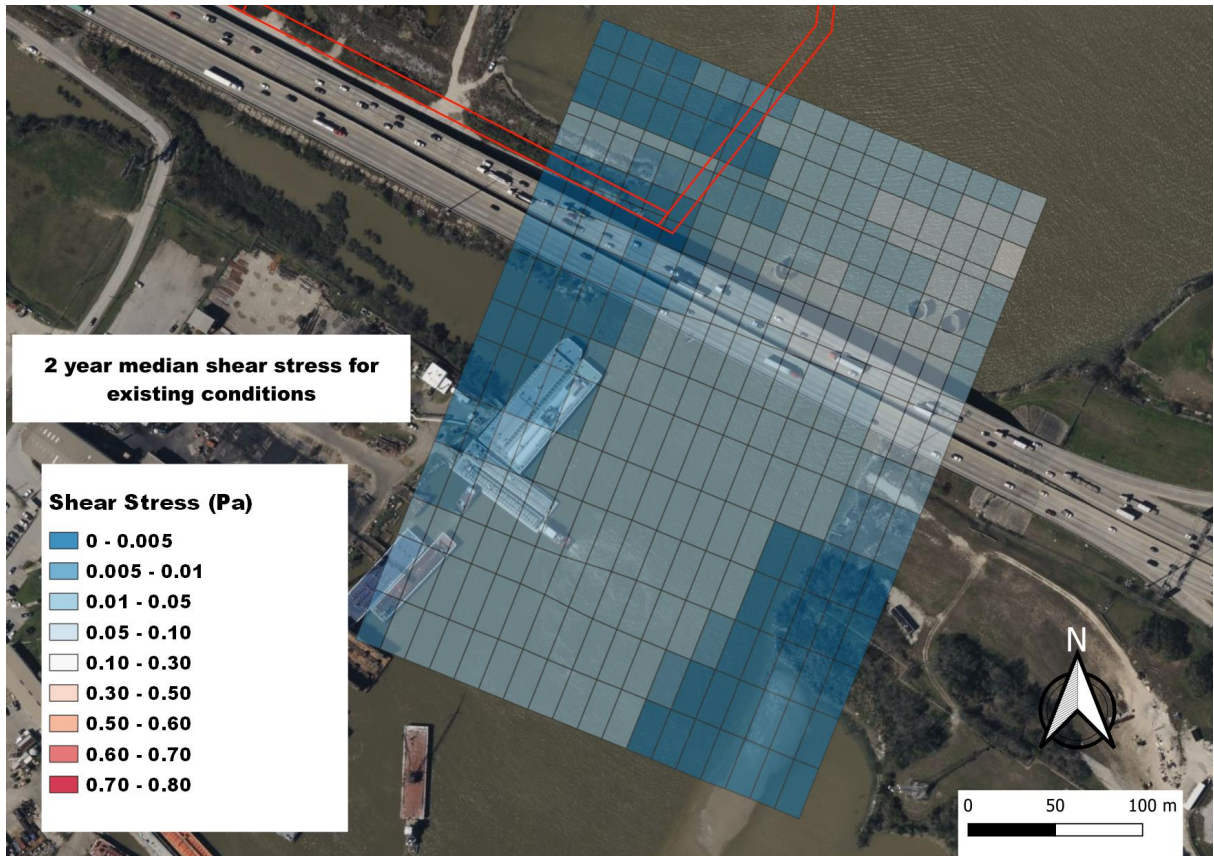 2 year median shear stress for
existing conditions
Shear Stress (Pa)
0 - 0.005
0.005 - 0.01
0.01 - 0.05
0.05 - 0.10
0.10 - 0.30
0.30 - 0.50
0.50 - 0.60
0.60 - 0.70
0.70 - 0.80
N
0 50 100 m